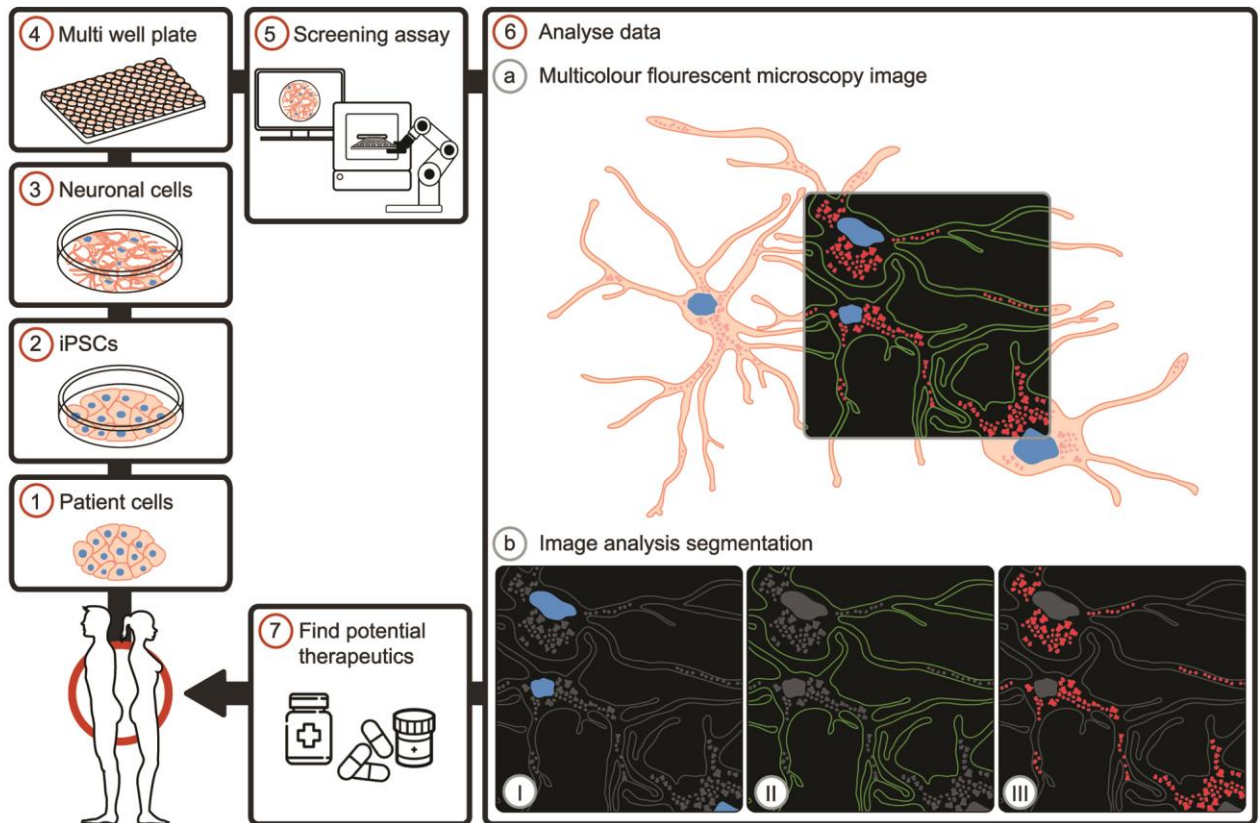 4 Multi well plate
5 Screening assay
6 Analyse data
a Multicolour flourescent microscopy image
3 Neuronal cells
2 iPSCs
1 Patient cells
b Image analysis segmentation
7 Find potential
therapeutics
I
II
III